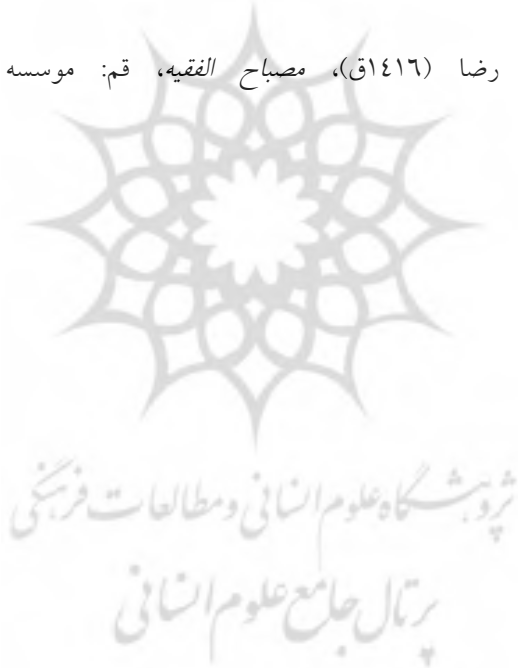 رضا (١٤١٦ق)، مصباح الفقیه، قم: موسسه
پژوهشگاه علوم انسانی و مطالعات فرهنگی
پرتال جامع علوم انسانی